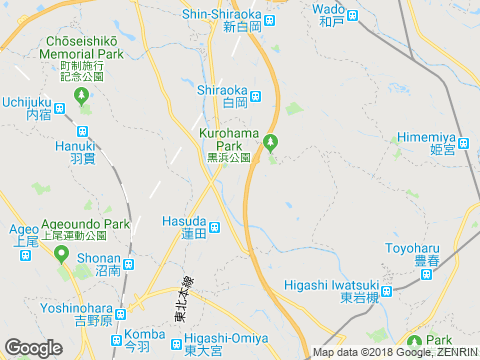 Shin-Shiraoka
新白岡
Wado
和戸
Chōseishikō
Memorial Park
町制施行
記念公園
Shiraoka
白岡
Uchijuku
内宿
Hanuki
羽貫
Kurohama
Park
黒浜公園
Himemiya
姫宮
Ageoundo Park
上尾運動公園
Ageo
上尾
Hasuda
蓮田
Shonan
沼南
Toyoharu
豊春
東北本線
Higashi Iwatsuki
東岩槻
Yoshinohara
吉野原
Komba
今羽
Higashi-Omiya
東大宮
Park
Google
Map data ©2018 Google, ZENRIN